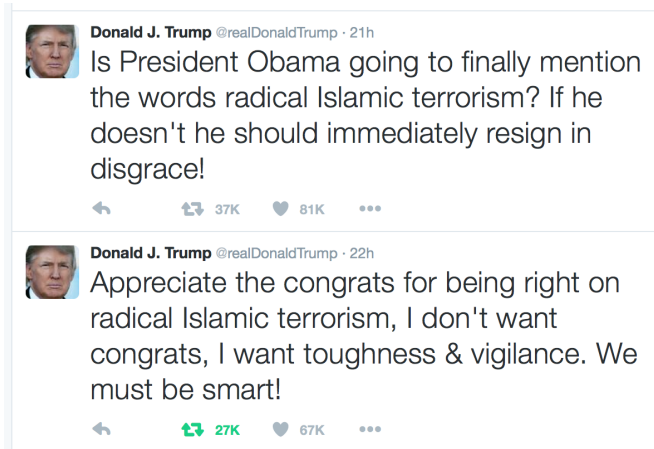 Donald J. Trump @realDonaldTrump · 21h
Is President Obama going to finally mention
the words radical Islamic terrorism? If he
doesn't he should immediately resign in
disgrace!
37K 81K
Donald J. Trump @realDonaldTrump · 22h
Appreciate the congrats for being right on
radical Islamic terrorism, I don't want
congrats, I want toughness & vigilance. We
must be smart!
27K 67K